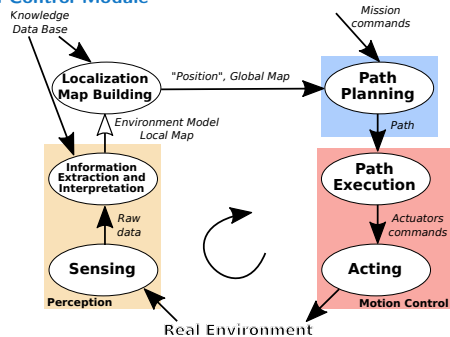 Control Module
Knowledge
Data Base
Mission
commands
Localization
Map Building
"Position", Global Map
Path
Planning
Environment Model
Local Map
Path
Information
Extraction and
Interpretation
Path
Execution
Raw
data
Actuators
commands
Sensing
Acting
Perception
Motion Control
Real Environment